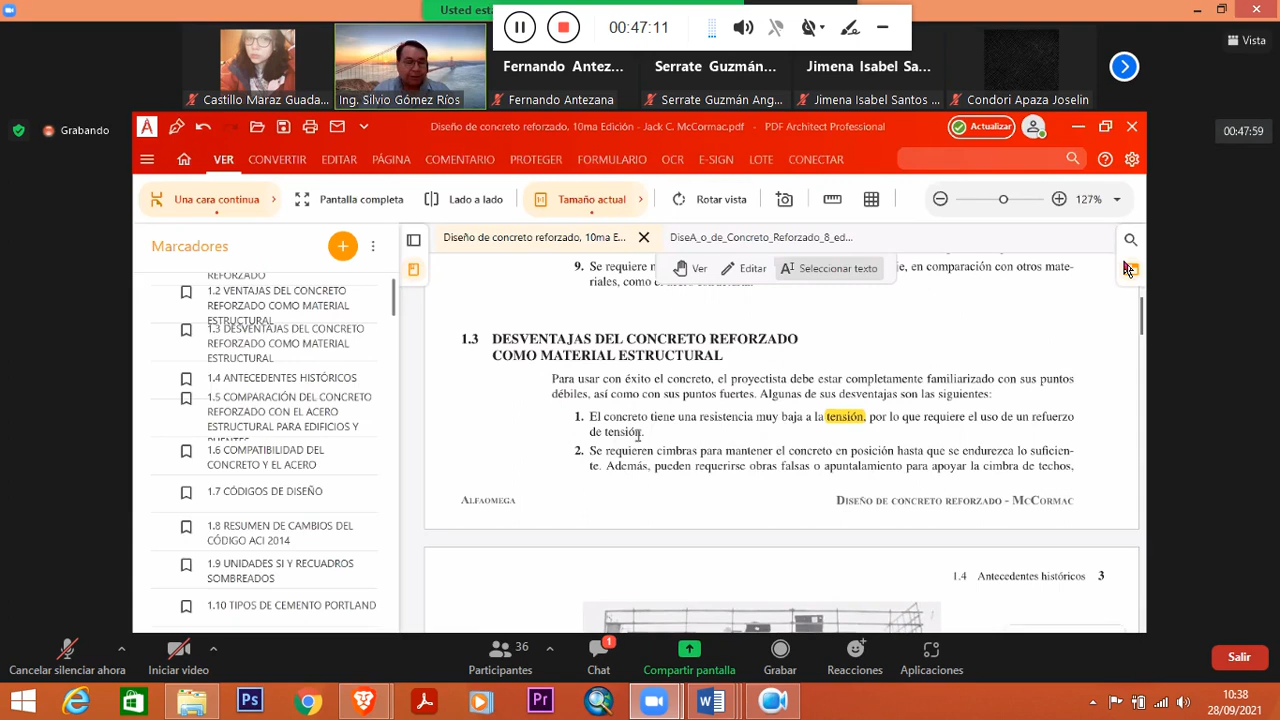 Usted esta
00:47:11
Vista
Fernando Antezan...
Serrate Guzmán...
Jimena Isabel Sa...
Castillo Maraz Guada...
Ing. Silvio Gómez Ríos
Fernando Antezana
Serrate Guzmán Ang...
Jimena Isabel Santos ...
Condori Apaza Joselin
Grabando
Diseño de concreto reforzado, 10ma Edición - Jack C. McCormac.pdf - PDF Architect Professional
Actualizar
00:47:59
VER CONVERTIR EDITAR PÁGINA COMENTARIO PROTEGER FORMULARIO OCR E-SIGN LOTE CONECTAR
Una cara continua
Pantalla completa
Lado a lado
Tamaño actual
Rotar vista
127%
Marcadores
Diseño de concreto reforzado, 10ma E...
DiseA_o_de_Concreto_Reforzado_8_ed...
Ver
Editar
Seleccionar texto
REFORZADO
1.2 VENTAJAS DEL CONCRETO
REFORZADO COMO MATERIAL
ESTRUCTURAL
1.3 DESVENTAJAS DEL CONCRETO
REFORZADO COMO MATERIAL
ESTRUCTURAL
1.4 ANTECEDENTES HISTÓRICOS
1.5 COMPARACIÓN DEL CONCRETO
REFORZADO CON EL ACERO
PARA EDIFICIOS Y
PUENTES
1.6 COMPATIBILIDAD DEL
CONCRETO Y EL ACERO
1.7 CÓDIGOS DE DISEÑO
1.8 RESUMEN DE CAMBIOS DEL
CÓDIGO ACI 2014
1.9 UNIDADES SI Y RECUADROS
SOMBREADOS
1.10 TIPOS DE CEMENTO PORTLAND
9. Se requiere en comparación con otros mate-
riales, como
1.3 DESVENTAJAS DEL CONCRETO REFORZADO
COMO MATERIAL ESTRUCTURAL
Para usar con éxito el concreto, el proyectista debe estar completamente familiarizado con sus puntos
débiles, así como con sus puntos fuertes. Algunas de sus desventajas son las siguientes:
1. El concreto tiene una resistencia muy baja a la tensión, por lo que requiere el uso de un refuerzo
de tensión.
2. Se requieren cimbras para mantener el concreto en posición hasta que se endurezca lo suficien-
te. Además, pueden requerirse obras falsas o apuntalamiento para apoyar la cimbra de techos,
ALFAOMEGA
DISEÑO DE CONCRETO REFORZADO - MCCORMAC
1.4 Antecedentes históricos 3
Cancelar silenciar ahora
Iniciar video
36
Participantes
1
Chat
Compartir pantalla
Grabar
Reacciones
Aplicaciones
Salir
Ps
Pr
10:38
28/09/2021